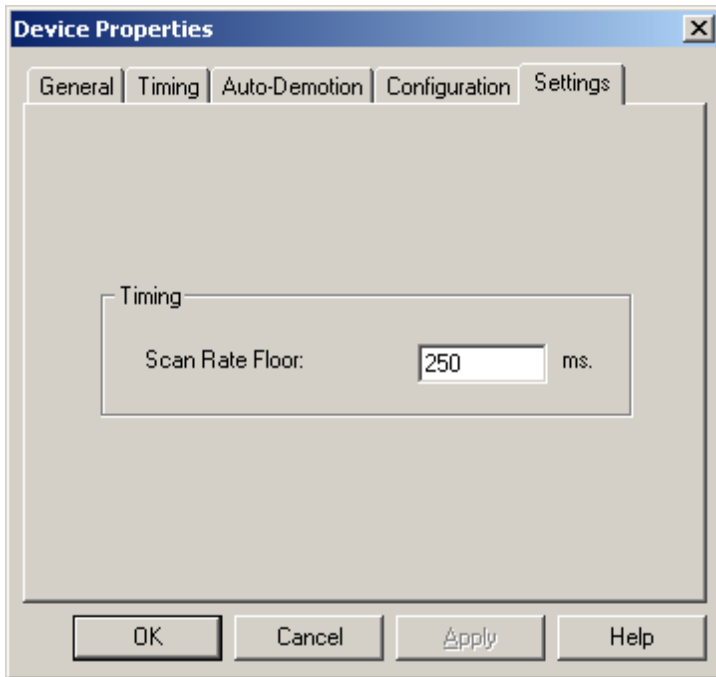 Device Properties
General Timing Auto-Demotion Configuration Settings
Timing
Scan Rate Floor: 250 ms.
OK Cancel Apply Help